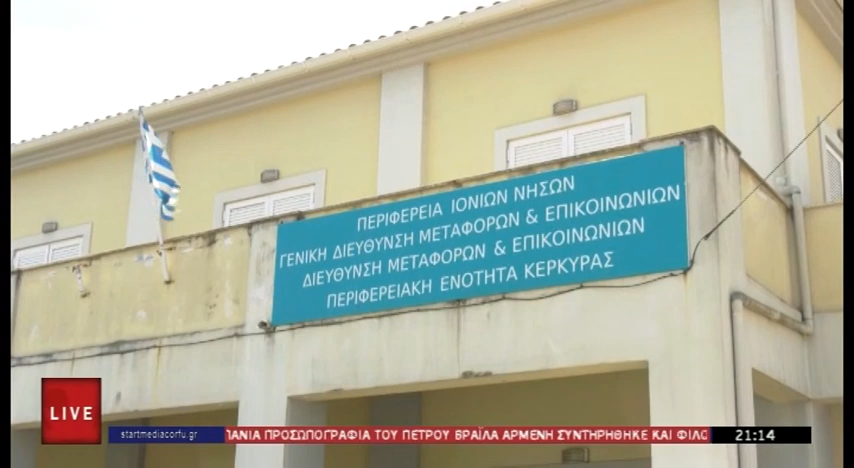 ΠΕΡΙΦΕΡΕΙΑ ΙΟΝΙΩΝ ΝΗΣΩΝ
ΓΕΝΙΚΗ ΔΙΕΥΘΥΝΣΗ ΜΕΤΑΦΟΡΩΝ & ΕΠΙΚΟΙΝΩΝΙΩΝ
ΔΙΕΥΘΥΝΣΗ ΜΕΤΑΦΟΡΩΝ & ΕΠΙΚΟΙΝΩΝΙΩΝ
ΠΕΡΙΦΕΡΕΙΑΚΗ ΕΝΟΤΗΤΑ ΚΕΡΚΥΡΑΣ
LIVE
startmediacorfu.gr
ΠΑΝΙΑ ΠΡΟΣΩΠΟΓΡΑΦΙΑ ΤΟΥ ΠΕΤΡΟΥ ΒΡΑΪΛΑ ΑΡΜΕΝΗ ΣΥΝΤΗΡΗΘΗΚΕ ΚΑΙ ΦΙΛΟ
21:14